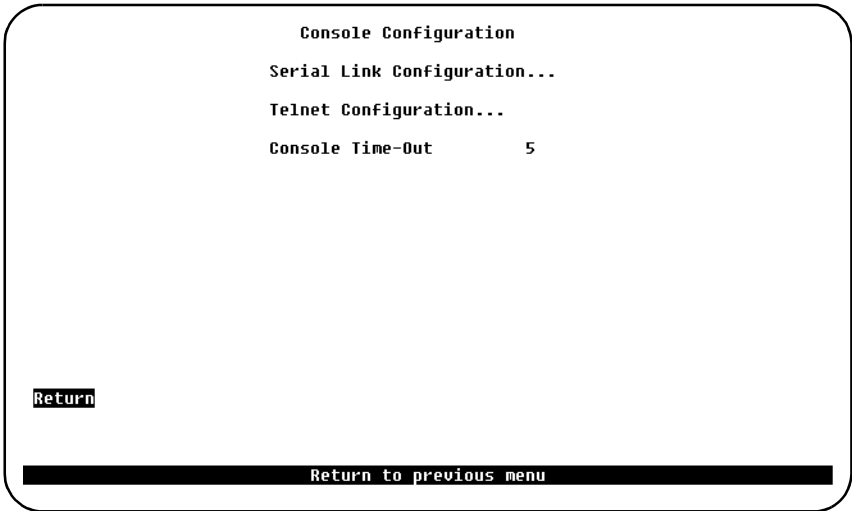 Console Configuration
Serial Link Configuration...
Telnet Configuration...
Console Time-Out 5
Return
Return to previous menu